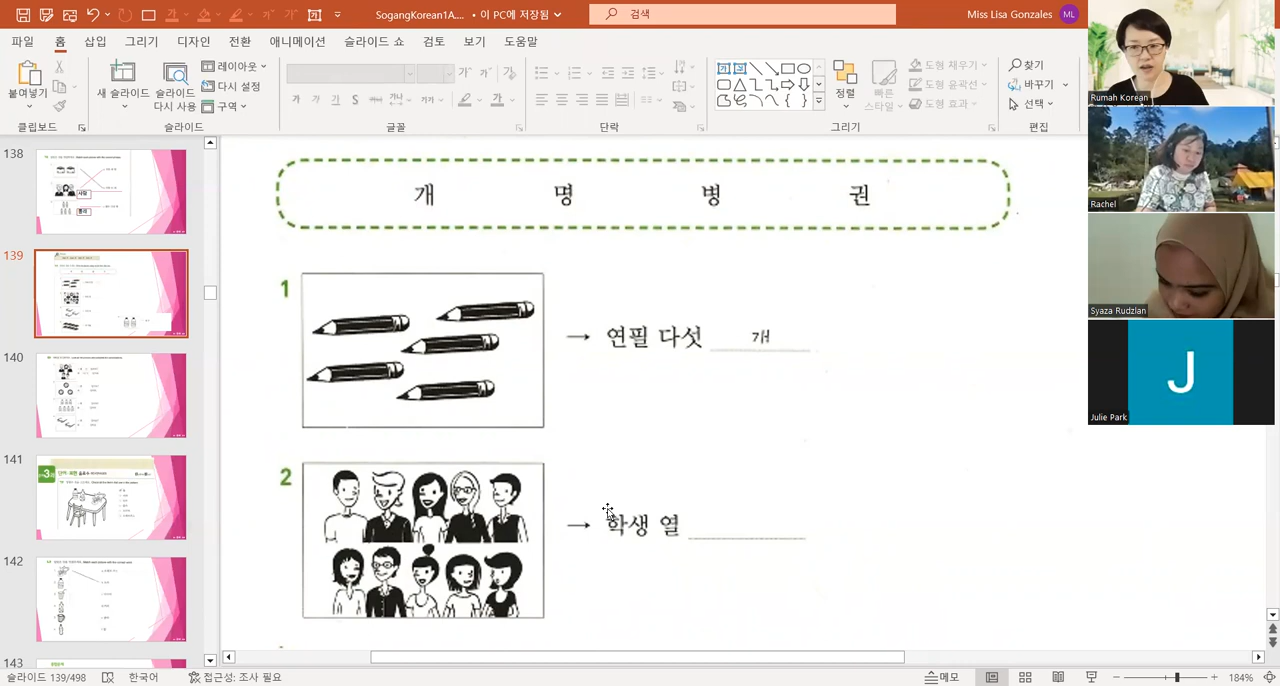 SogangKorean1A.... • 이 PC에 저장됨
검색
Miss Lisa Gonzales ML
파일 홈 삽입 그리기 디자인 전환 애니메이션 슬라이드 쇼 검토 보기 도움말
붙여넣기
새 슬라이드
슬라이드 다시 사용
레이아웃
다시 설정
구역
가 가 가 S
정렬
빠른 스타일
도형 채우기
도형 윤곽선
도형 효과
찾기
바꾸기
선택
클립보드 슬라이드 글꼴 단락 그리기 편집
138
139
140
141
142
143
개 명 병 권
1
→ 연필 다섯 개
2
→ 학생 열
Rumah Korean
Rachel
Syaza Rudzlan
J
Julie Park
슬라이드 139/498 한국어 접근성: 조사 필요 메모 184%